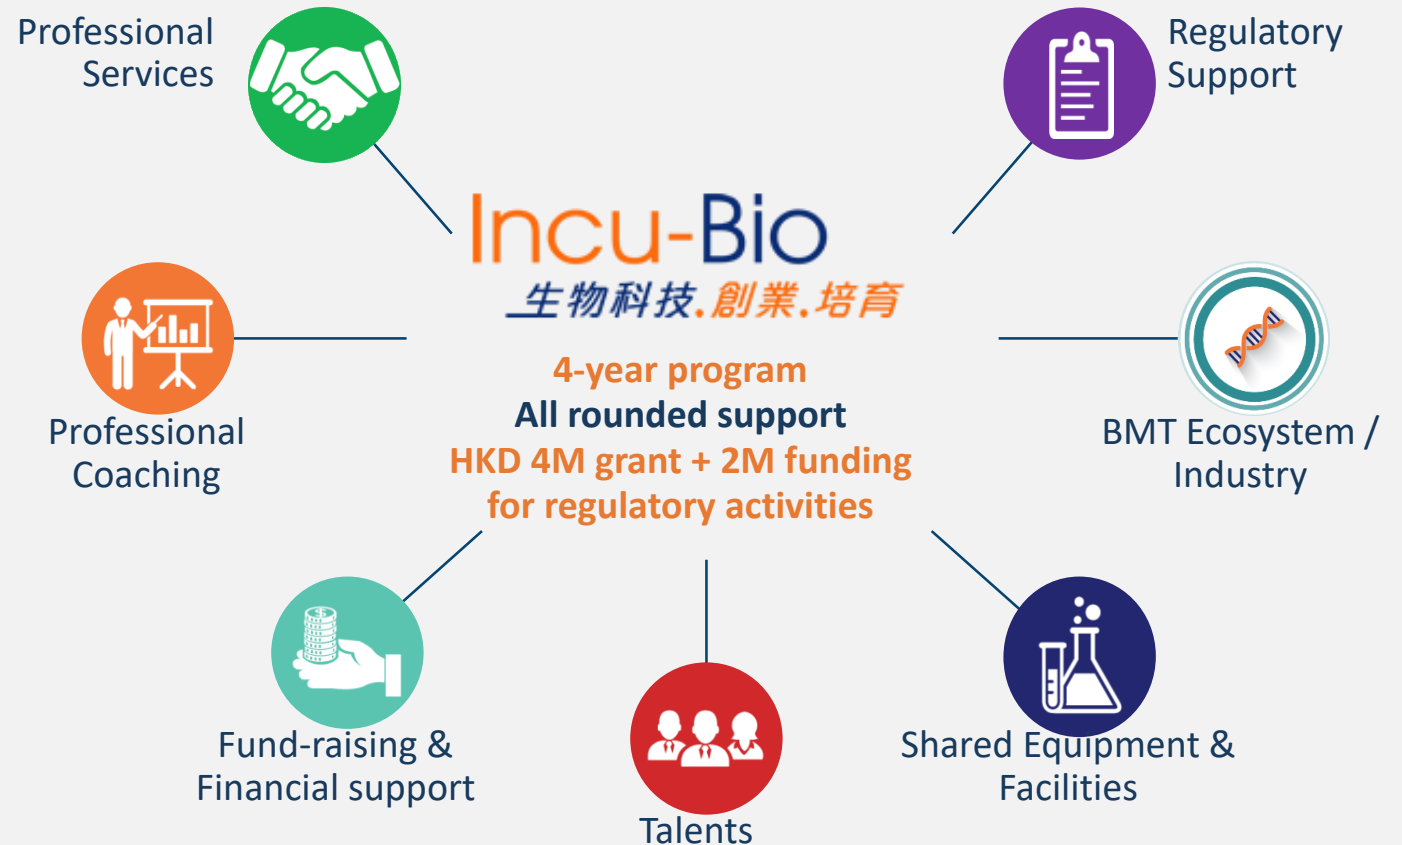 Professional
Services
Regulatory
Support
Incu-Bio
生物科技.創業.培育
4-year program
All rounded support
HKD 4M grant + 2M funding
for regulatory activities
Professional
Coaching
BMT Ecosystem /
Industry
Fund-raising &
Financial support
Talents
Shared Equipment &
Facilities